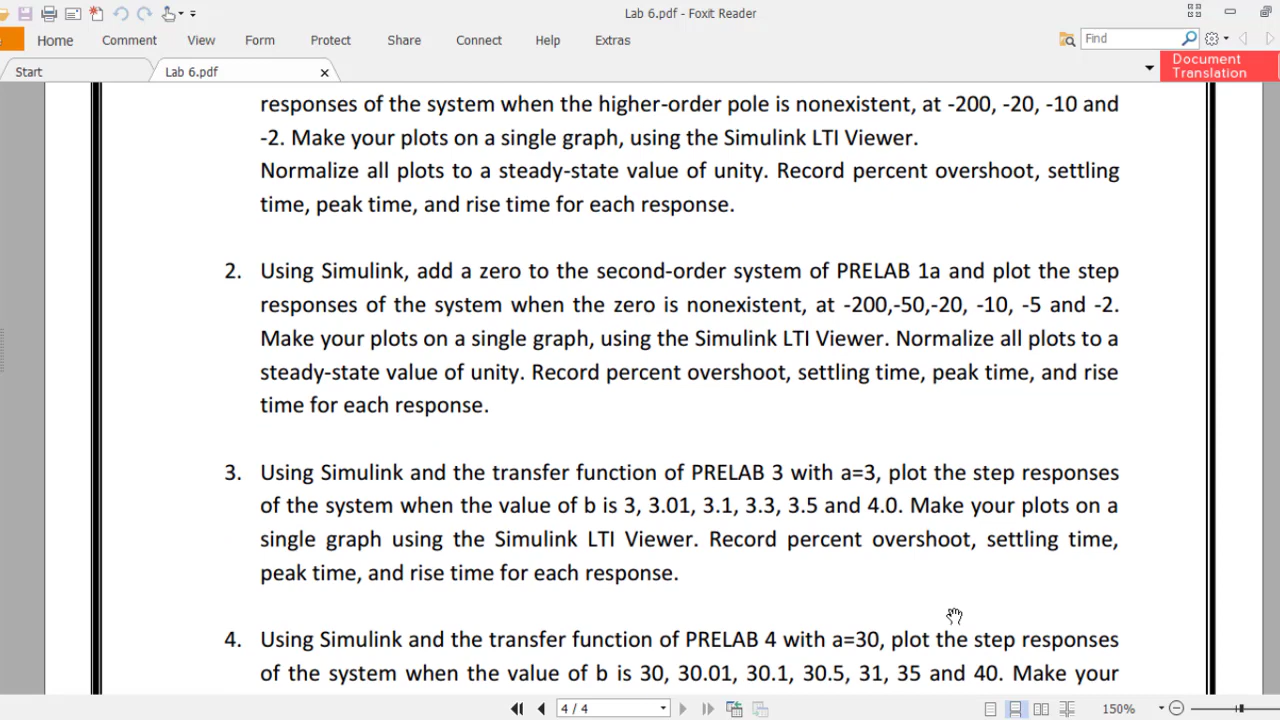 Lab 6.pdf - Foxit Reader
Home Comment View Form Protect Share Connect Help Extras
Find
Start
Lab 6.pdf
Document
Translation
responses of the system when the higher-order pole is nonexistent, at -200, -20, -10 and
-2. Make your plots on a single graph, using the Simulink LTI Viewer.
Normalize all plots to a steady-state value of unity. Record percent overshoot, settling
time, peak time, and rise time for each response.
2. Using Simulink, add a zero to the second-order system of PRELAB 1a and plot the step
responses of the system when the zero is nonexistent, at -200,-50,-20, -10, -5 and -2.
Make your plots on a single graph, using the Simulink LTI Viewer. Normalize all plots to a
steady-state value of unity. Record percent overshoot, settling time, peak time, and rise
time for each response.
3. Using Simulink and the transfer function of PRELAB 3 with a=3, plot the step responses
of the system when the value of b is 3, 3.01, 3.1, 3.3, 3.5 and 4.0. Make your plots on a
single graph using the Simulink LTI Viewer. Record percent overshoot, settling time,
peak time, and rise time for each response.
4. Using Simulink and the transfer function of PRELAB 4 with a=30, plot the step responses
of the system when the value of b is 30, 30.01, 30.1, 30.5, 31, 35 and 40. Make your
4 / 4
150%